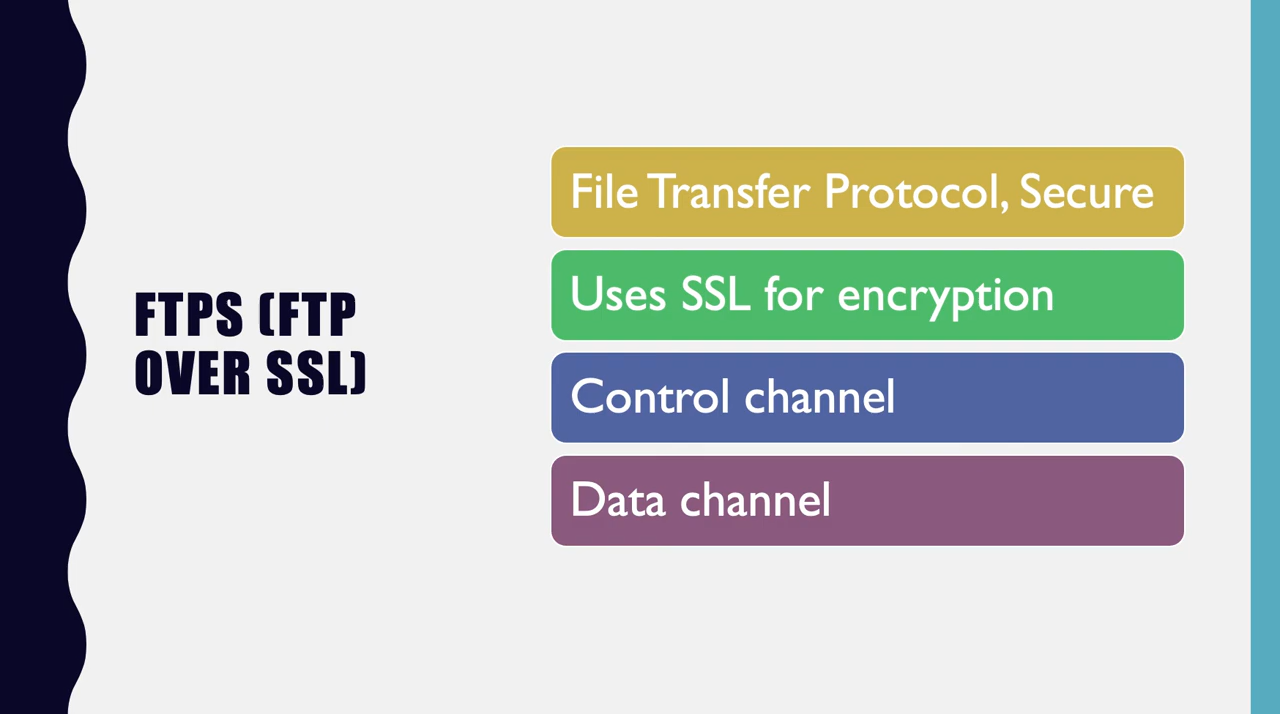 FTPS (FTP
OVER SSL)
File Transfer Protocol, Secure
Uses SSL for encryption
Control channel
Data channel